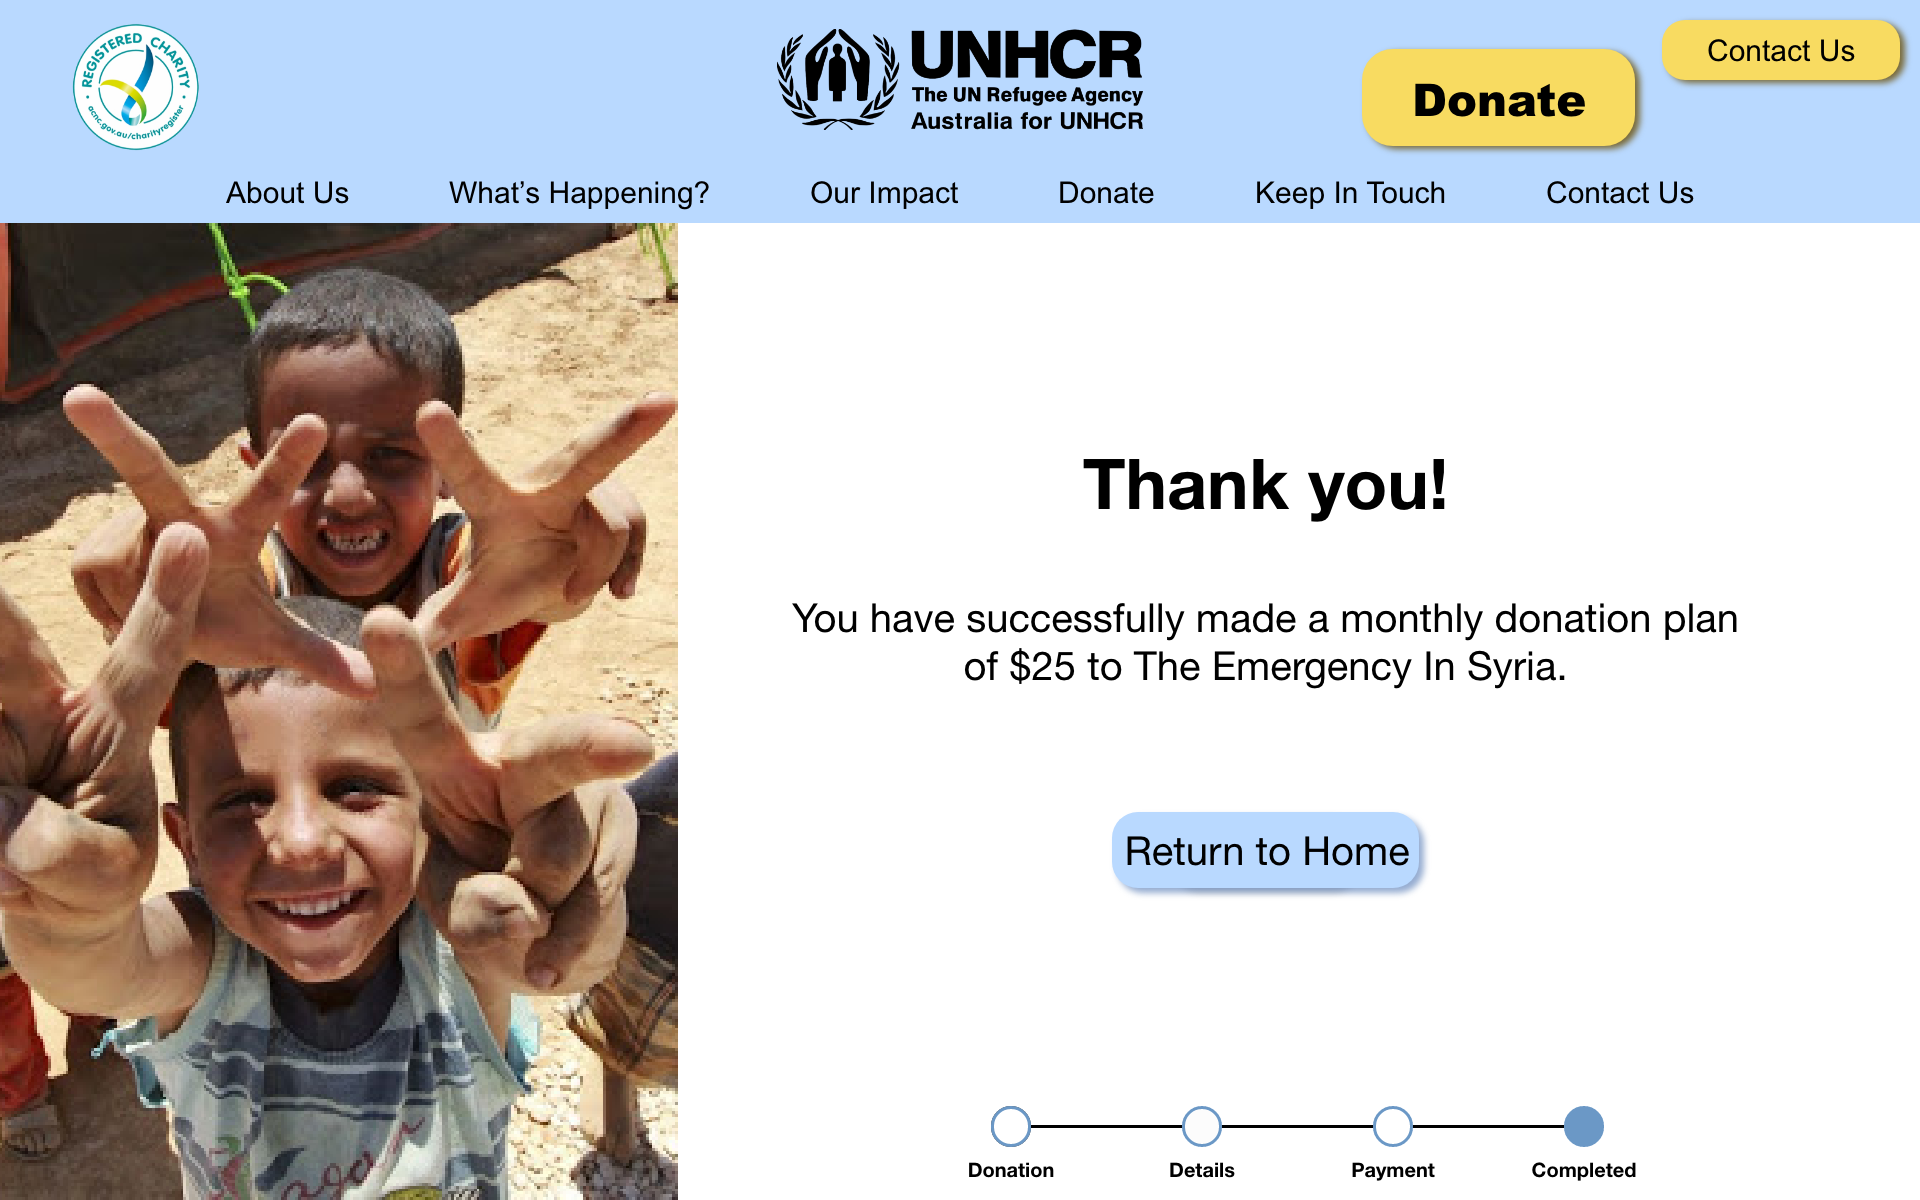 REGISTERED CHARITY
acnc.gov.au/charityregister
UNHCR
The UN Refugee Agency
Australia for UNHCR
Donate
Contact Us
About Us
What’s Happening?
Our Impact
Donate
Keep In Touch
Contact Us
Thank you!
You have successfully made a monthly donation plan
of $25 to The Emergency In Syria.
Return to Home
Donation
Details
Payment
Completed